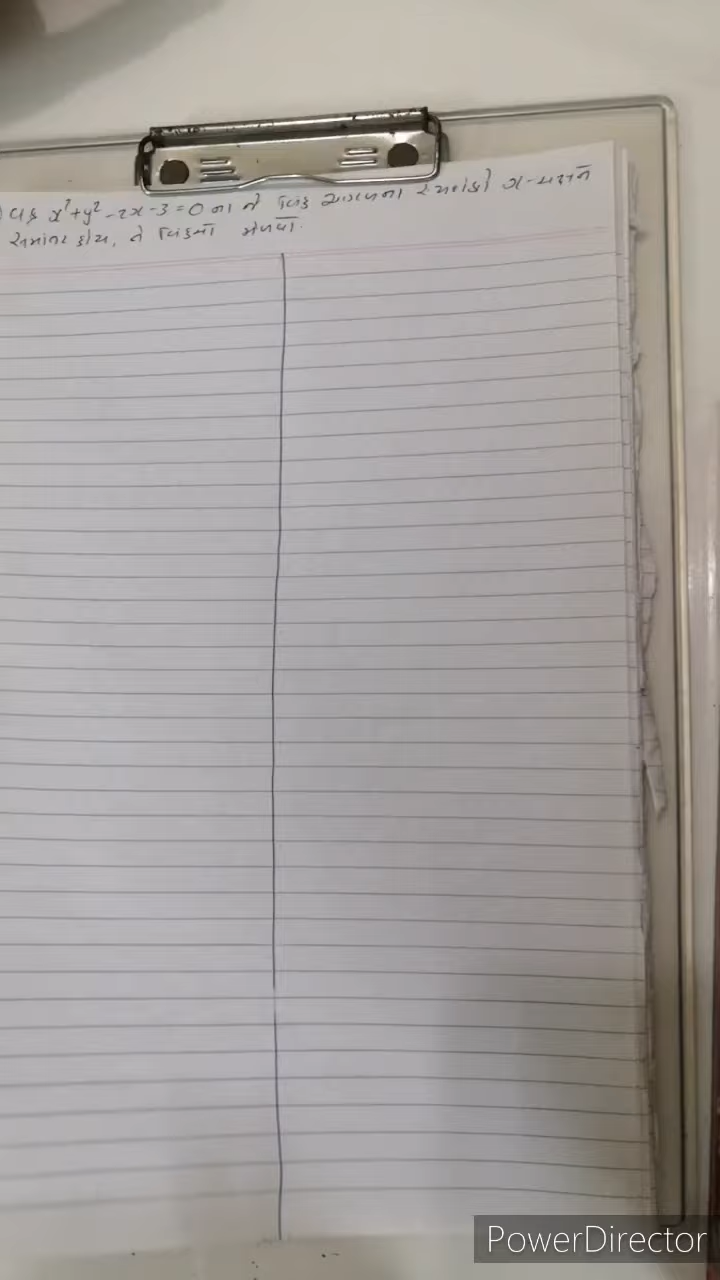 વક્ર x²+y²-2x-3=0 ના જે બિંદુ આગળના સ્પર્શકો x-અક્ષને
સમાંતર હોય, તે બિંદુઓ મેળવો.
PowerDirector